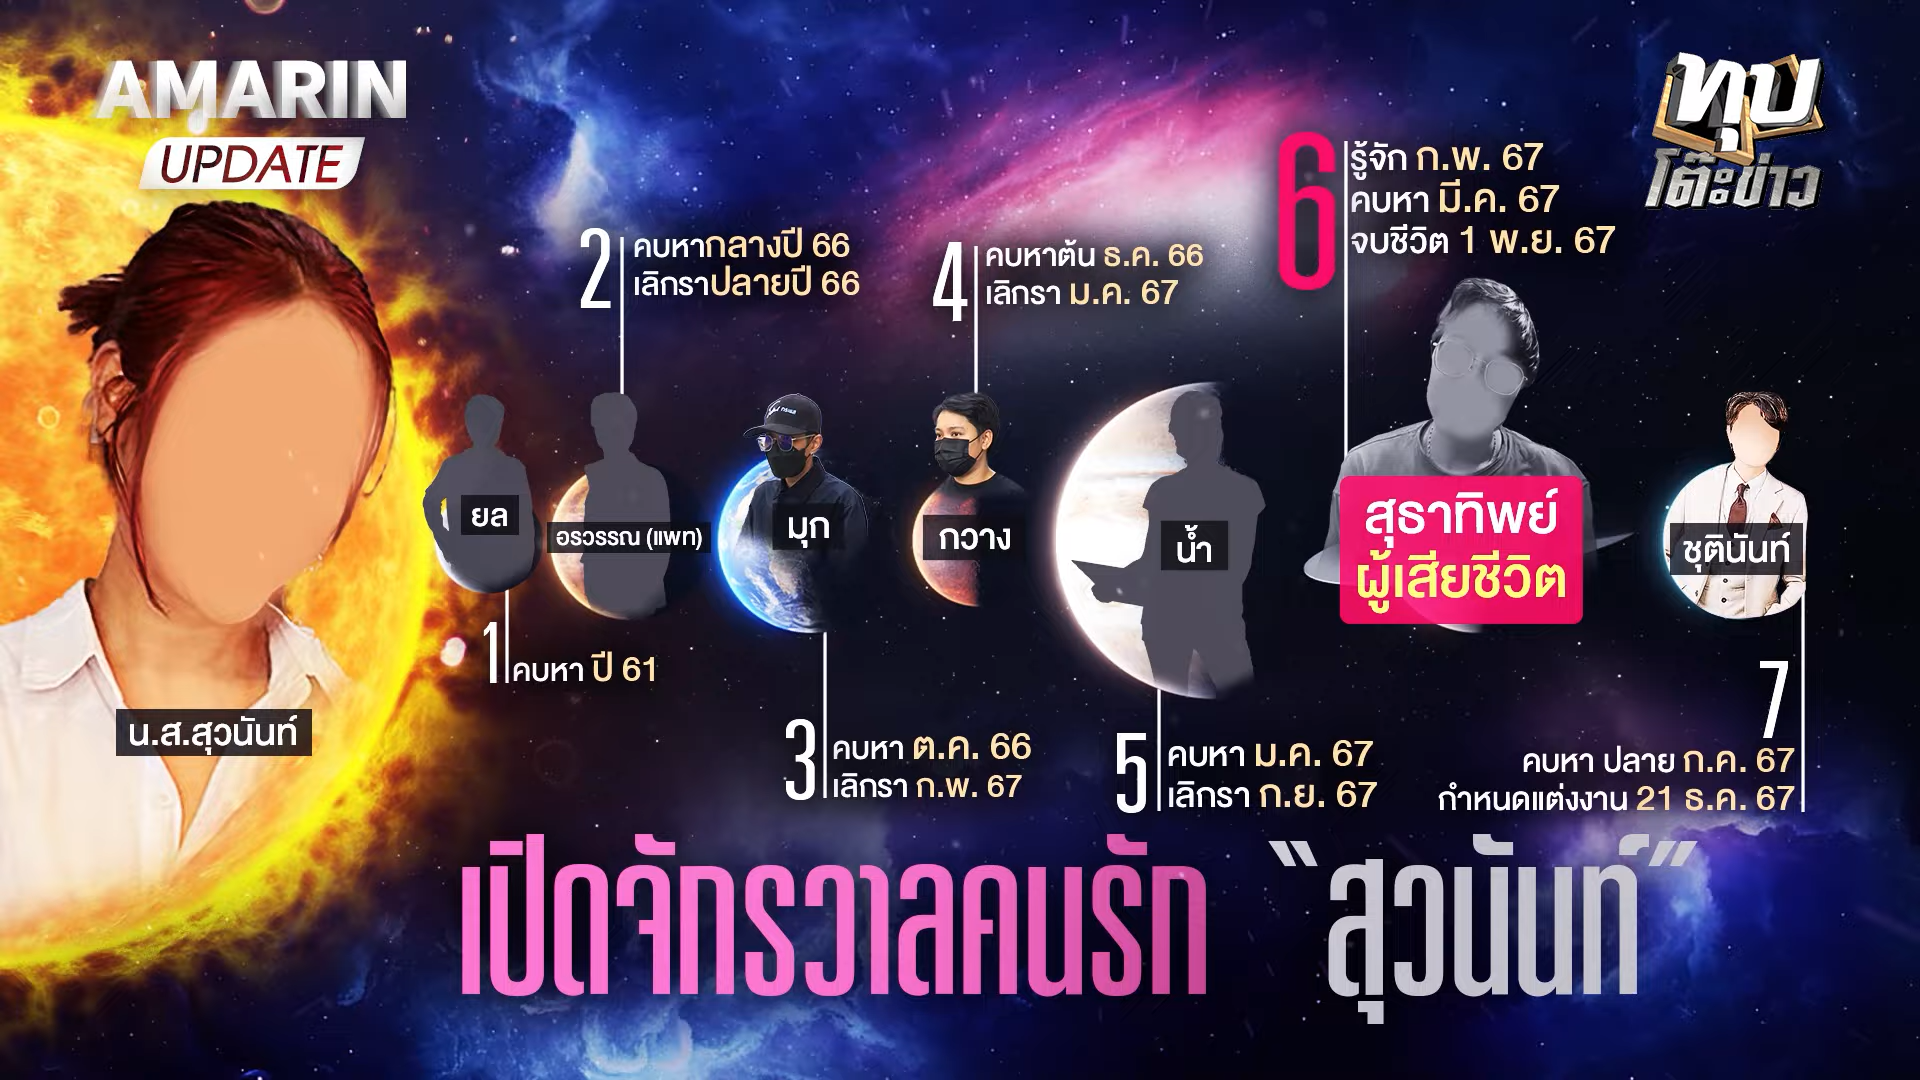 AMARIN
UPDATE
ทุบ
โต๊ะข่าว
น.ส.สุวนันท์
1
คบหา ปี 61
ยล
2
คบหากลางปี 66
เลิกราปลายปี 66
อรวรรณ (แพท)
มุก
3
คบหา ต.ค. 66
เลิกรา ก.พ. 67
4
คบหาต้น ธ.ค. 66
เลิกรา ม.ค. 67
กวาง
น้ำ
5
คบหา ม.ค. 67
เลิกรา ก.ย. 67
6
รู้จัก ก.พ. 67
คบหา มี.ค. 67
จบชีวิต 1 พ.ย. 67
สุธาทิพย์
ผู้เสียชีวิต
ชุตินันท์
7
คบหา ปลาย ก.ค. 67
กำหนดแต่งงาน 21 ธ.ค. 67
เปิดจักรวาลคนรัก "สุวนันท์"